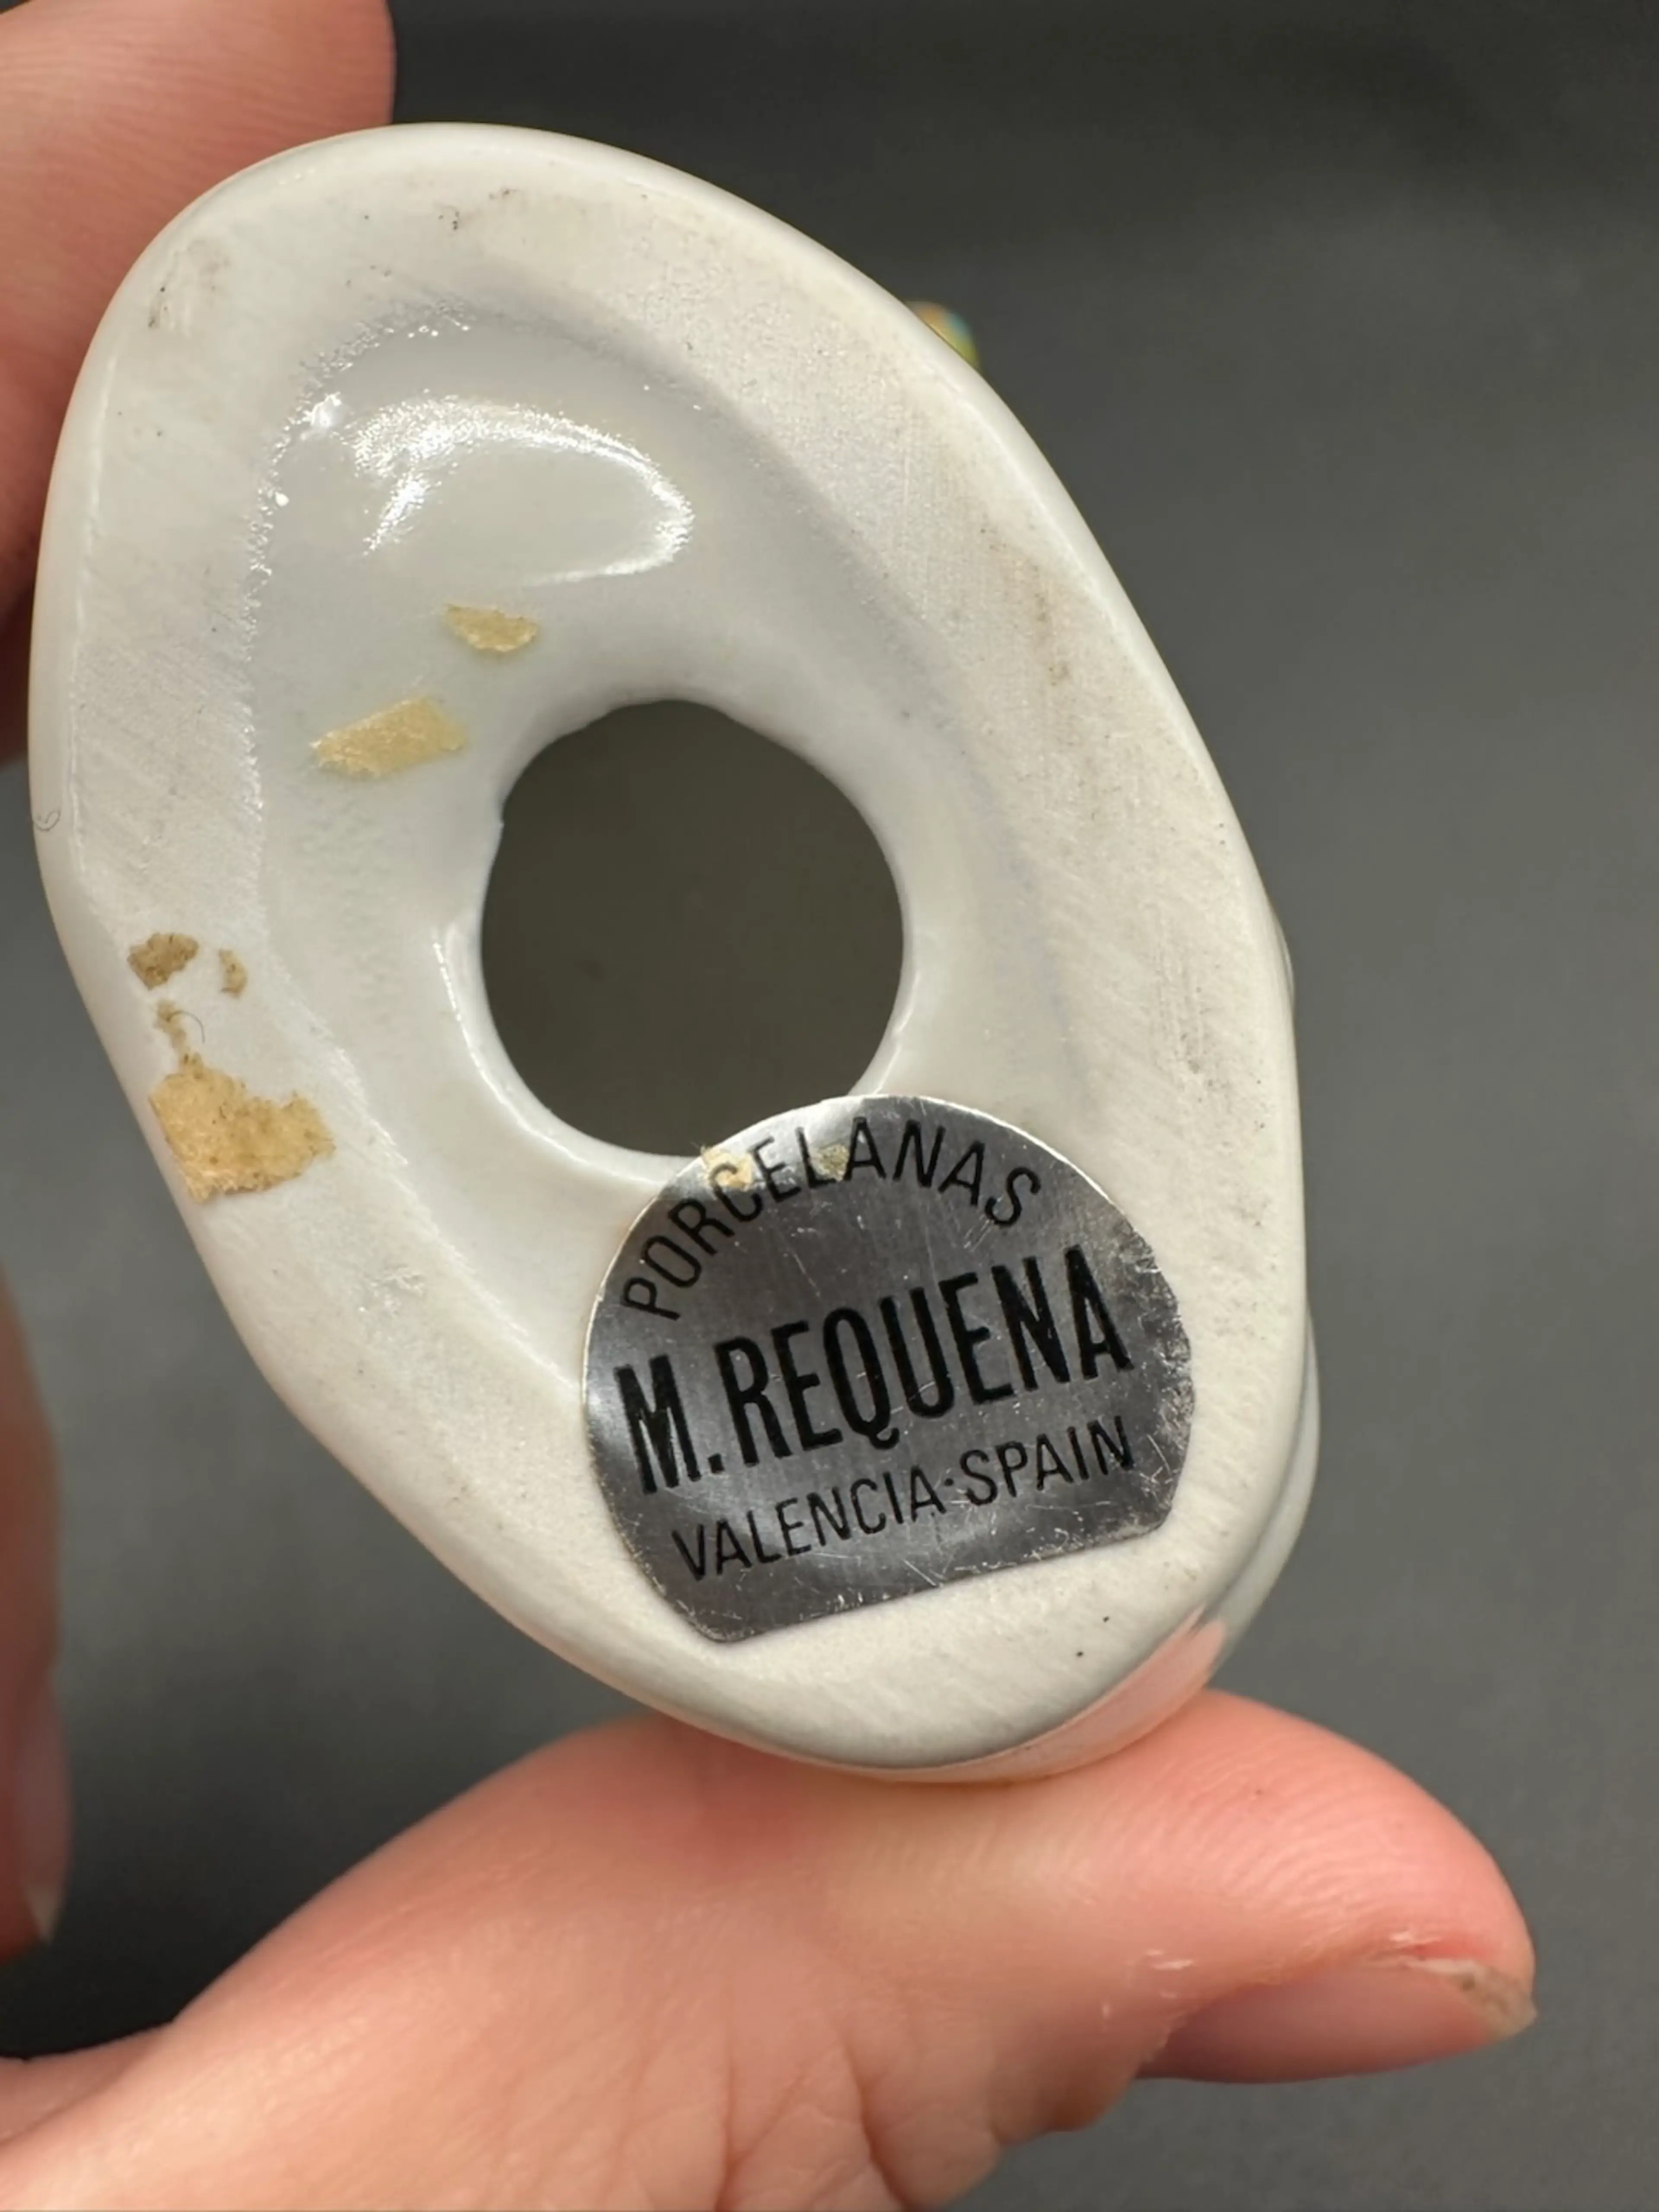 PORCELANAS
M. REQUENA
VALENCIA·SPAIN